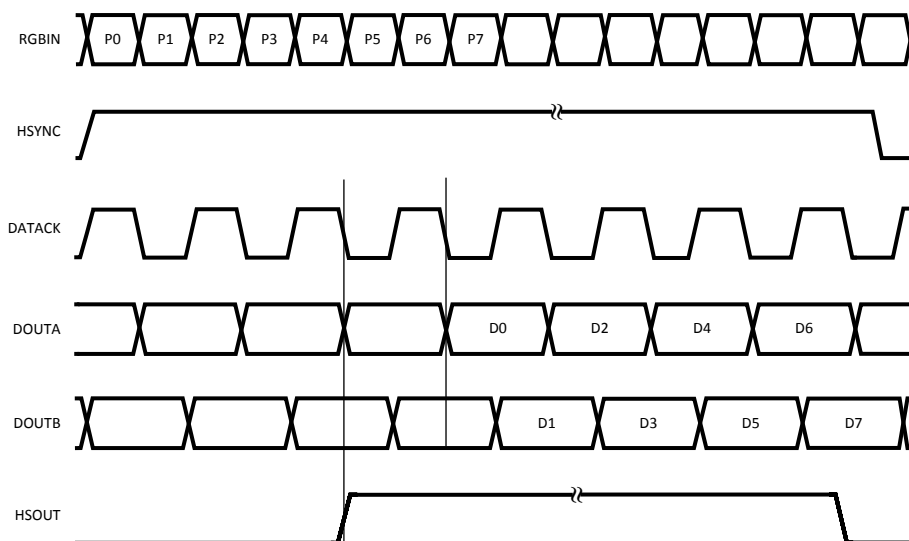 RGBIN P0 P1 P2 P3 P4 P5 P6 P7
HSYNC
DATACK
DOUTA D0 D2 D4 D6
DOUTB D1 D3 D5 D7
HSOUT